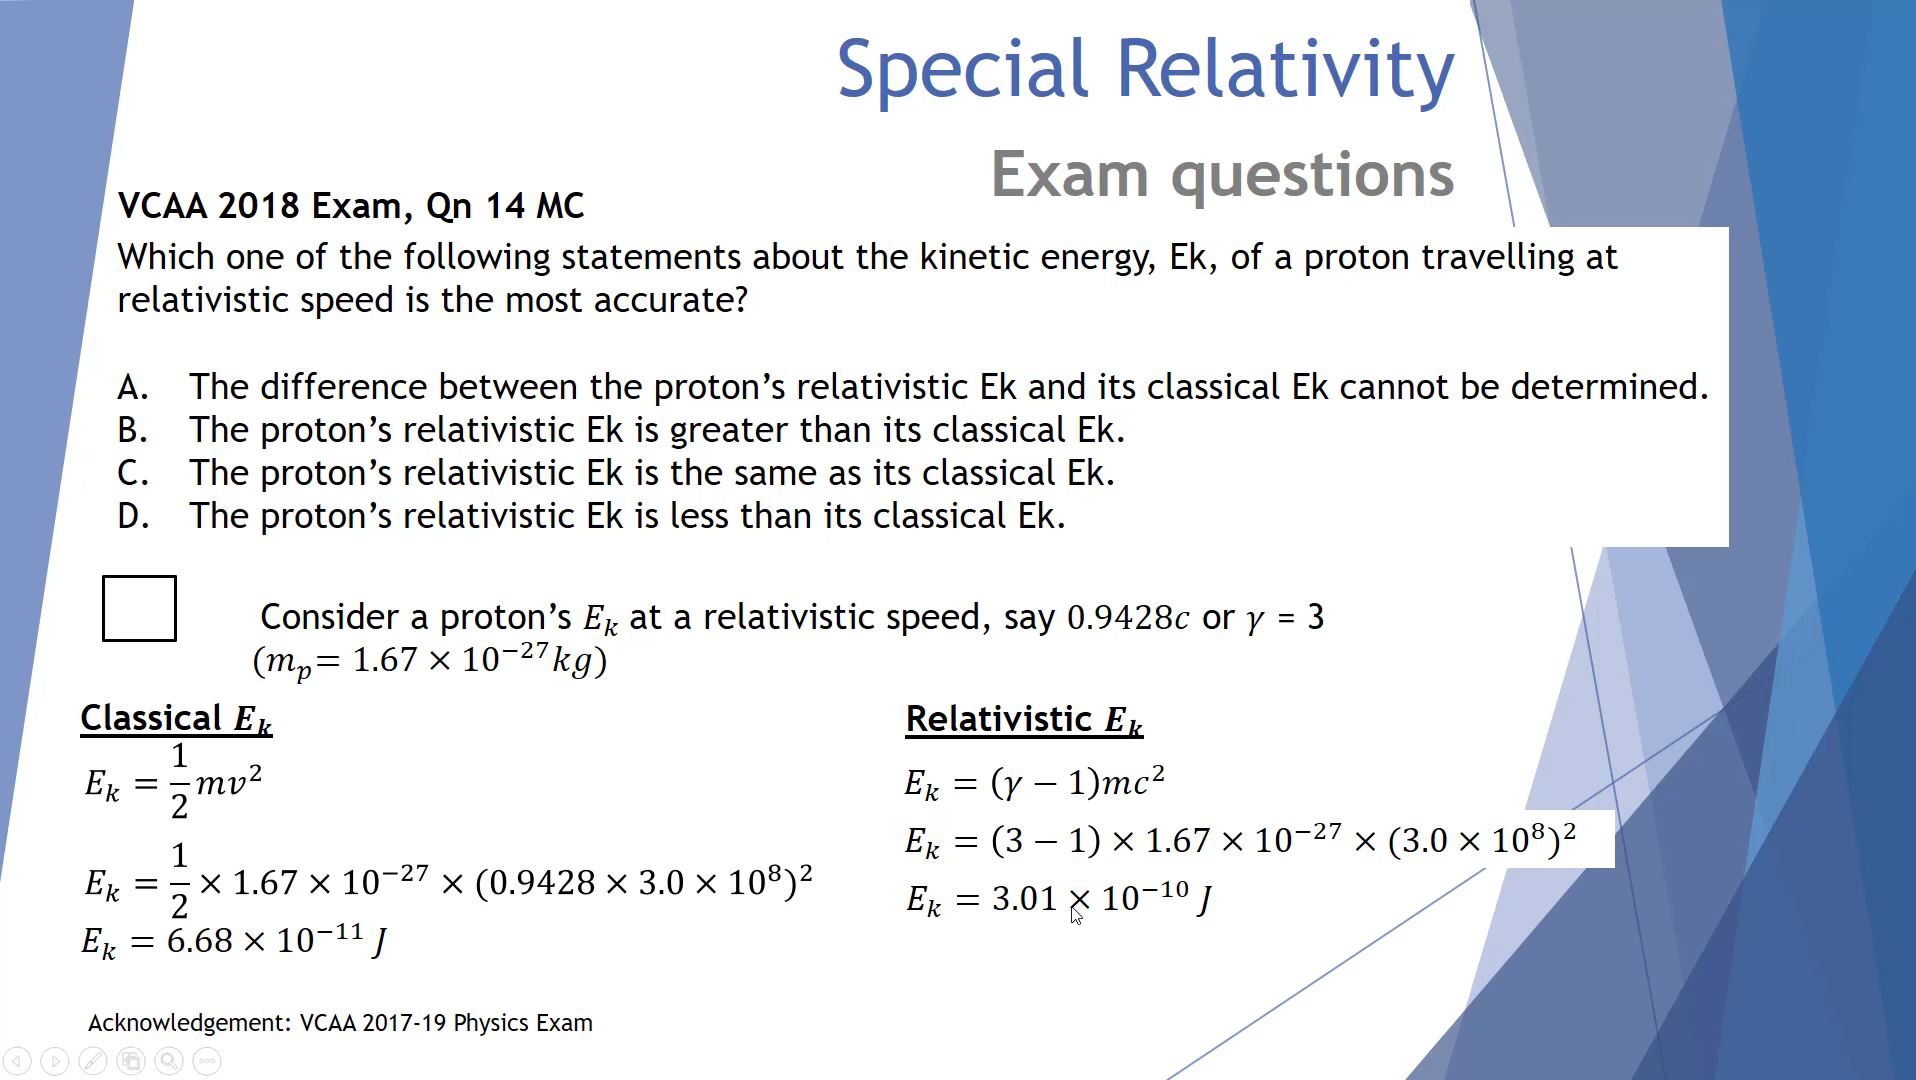 Special Relativity
Exam questions
VCAA 2018 Exam, Qn 14 MC
Which one of the following statements about the kinetic energy, Ek, of a proton travelling at
relativistic speed is the most accurate?
A. The difference between the proton’s relativistic Ek and its classical Ek cannot be determined.
B. The proton’s relativistic Ek is greater than its classical Ek.
C. The proton’s relativistic Ek is the same as its classical Ek.
D. The proton’s relativistic Ek is less than its classical Ek.
Consider a proton’s 𝐸ₖ at a relativistic speed, say 0.9428𝑐 or 𝛾 = 3
(𝑚ₚ= 1.67 × 10⁻²⁷𝑘𝑔)
Classical 𝑬ₖ
𝐸ₖ = ½𝑚𝑣²
𝐸ₖ = ½ × 1.67 × 10⁻²⁷ × (0.9428 × 3.0 × 10⁸)²
𝐸ₖ = 6.68 × 10⁻¹¹ 𝐽
Relativistic 𝑬ₖ
𝐸ₖ = (𝛾 − 1)𝑚𝑐²
𝐸ₖ = (3 − 1) × 1.67 × 10⁻²⁷ × (3.0 × 10⁸)²
𝐸ₖ = 3.01 × 10⁻¹⁰ 𝐽
Acknowledgement: VCAA 2017-19 Physics Exam